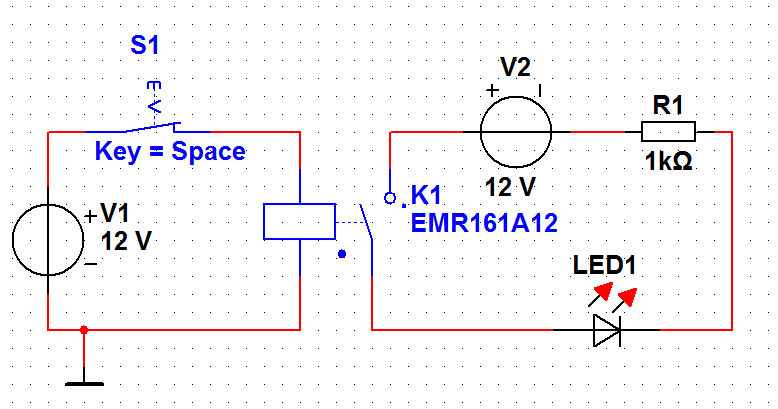 S1
Key = Space
V1
12 V
+
−
K1
EMR161A12
V2
+
−
12 V
R1
1kΩ
LED1